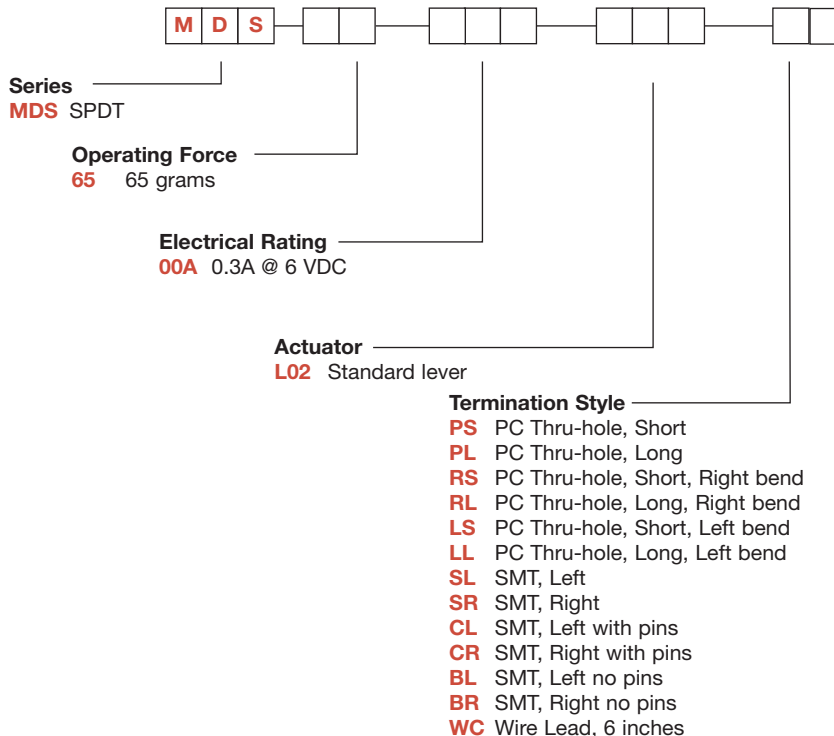 M D S
Series
MDS SPDT
Operating Force
65 65 grams
Electrical Rating
00A 0.3A @ 6 VDC
Actuator
L02 Standard lever
Termination Style
PS PC Thru-hole, Short
PL PC Thru-hole, Long
RS PC Thru-hole, Short, Right bend
RL PC Thru-hole, Long, Right bend
LS PC Thru-hole, Short, Left bend
LL PC Thru-hole, Long, Left bend
SL SMT, Left
SR SMT, Right
CL SMT, Left with pins
CR SMT, Right with pins
BL SMT, Left no pins
BR SMT, Right no pins
WC Wire Lead, 6 inches